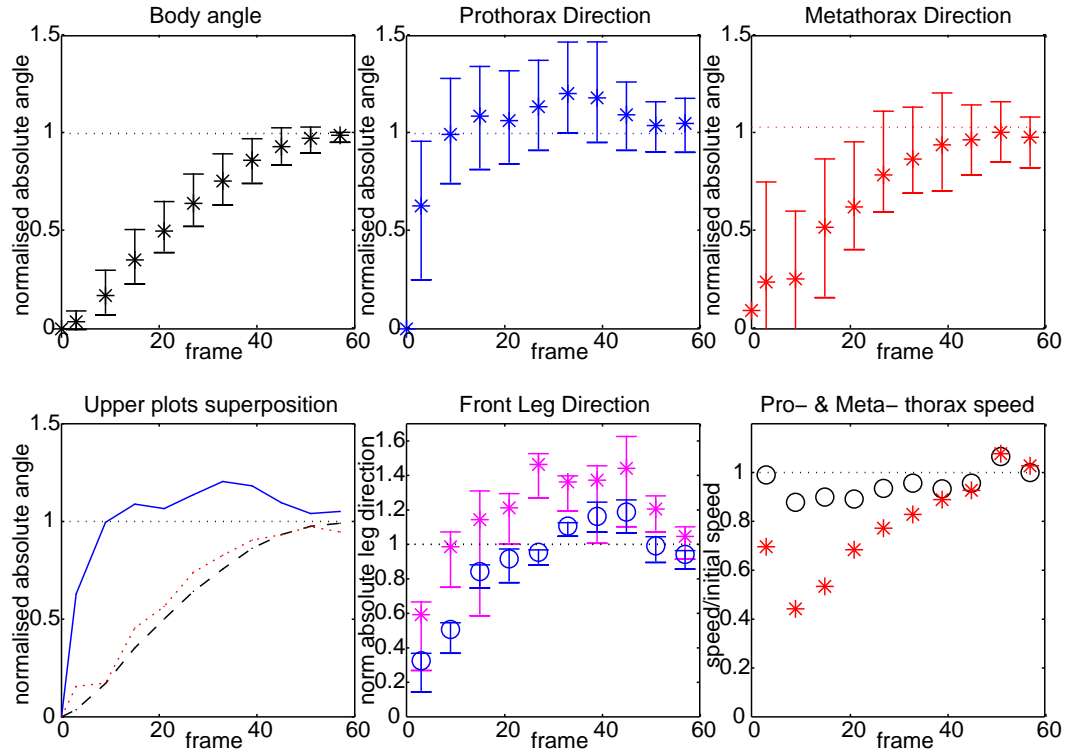 Body angle
normalised absolute angle
1.5
1
0.5
0
0 20 40 60
frame
Prothorax Direction
normalised absolute angle
1.5
1
0.5
0
0 20 40 60
frame
Metathorax Direction
normalised absolute angle
1.5
1
0.5
0
0 20 40 60
frame
Upper plots superposition
normalised absolute angle
1.5
1
0.5
0
0 20 40 60
frame
Front Leg Direction
norm absolute leg direction
1.6
1.4
1.2
1
0.8
0.6
0.4
0.2
0
0 20 40 60
frame
Pro- & Meta- thorax speed
speed/initial speed
1
0.8
0.6
0.4
0.2
0
0 20 40 60
frame